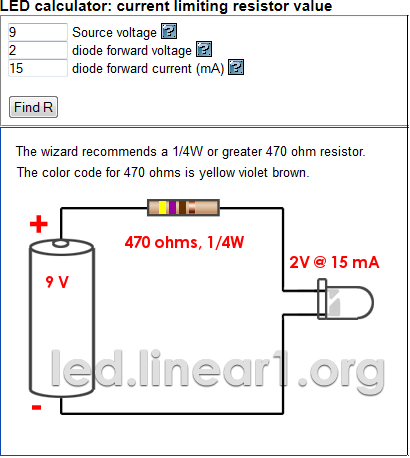 LED calculator: current limiting resistor value
9 Source voltage ?
2 diode forward voltage ?
15 diode forward current (mA) ?
Find R
The wizard recommends a 1/4W or greater 470 ohm resistor.
The color code for 470 ohms is yellow violet brown.
+
470 ohms, 1/4W
2V @ 15 mA
9 V
led.linear1.org
-